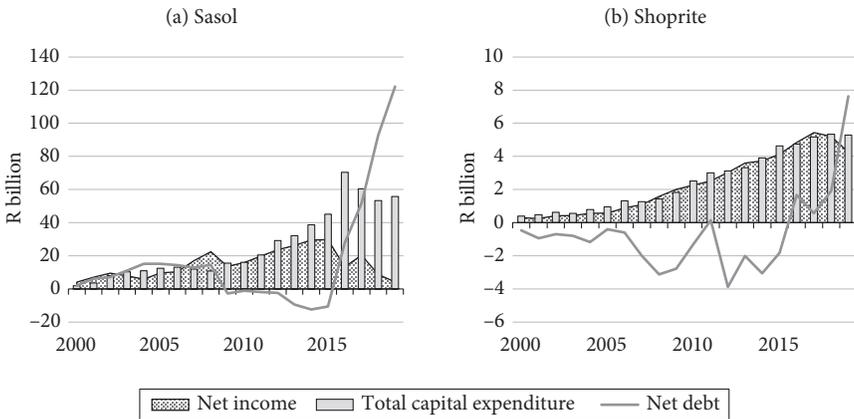 (a) Sasol
140
120
100
80
60
40
20
0
−20
R billion
2000 2005 2010 2015
(b) Shoprite
10
8
6
4
2
0
−2
−4
−6
R billion
2000 2005 2010 2015
Net income Total capital expenditure Net debt